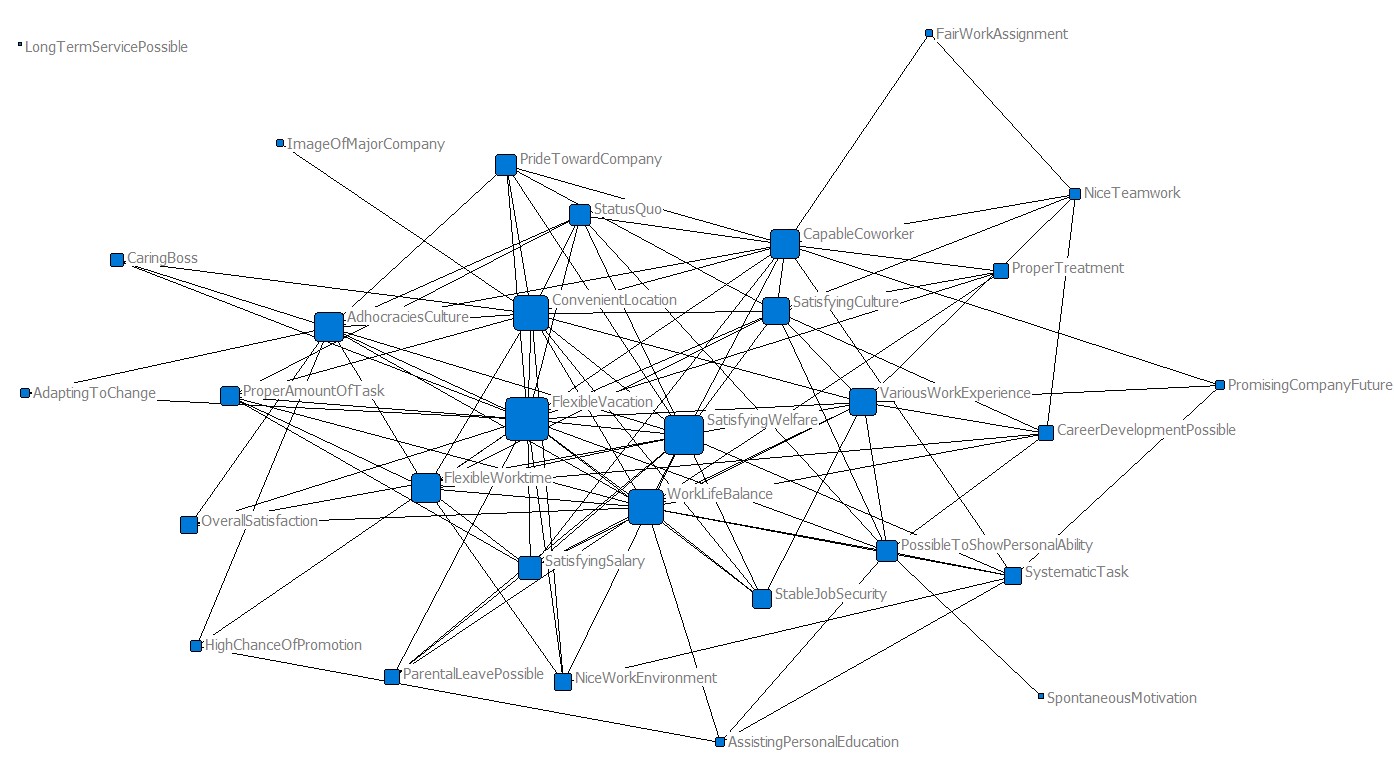 FairWorkAssignment
LongTermServicePossible
ImageOfMajorCompany
PrideTowardCompany
NiceTeamwork
StatusQuo
CapableCoworker
CaringBoss
ProperTreatment
ConvenientLocation
SatisfyingCulture
AdhocraciesCulture
PromisingCompanyFuture
AdaptingToChange
ProperAmountOfTask
VariousWorkExperience
FlexibleVacation
SatisfyingWelfare
CareerDevelopmentPossible
FlexibleWorktime
WorkLifeBalance
OverallSatisfaction
PossibleToShowPersonalAbility
SatisfyingSalary
SystematicTask
StableJobSecurity
HighChanceOfPromotion
ParentalLeavePossible
NiceWorkEnvironment
SpontaneousMotivation
AssistingPersonalEducation